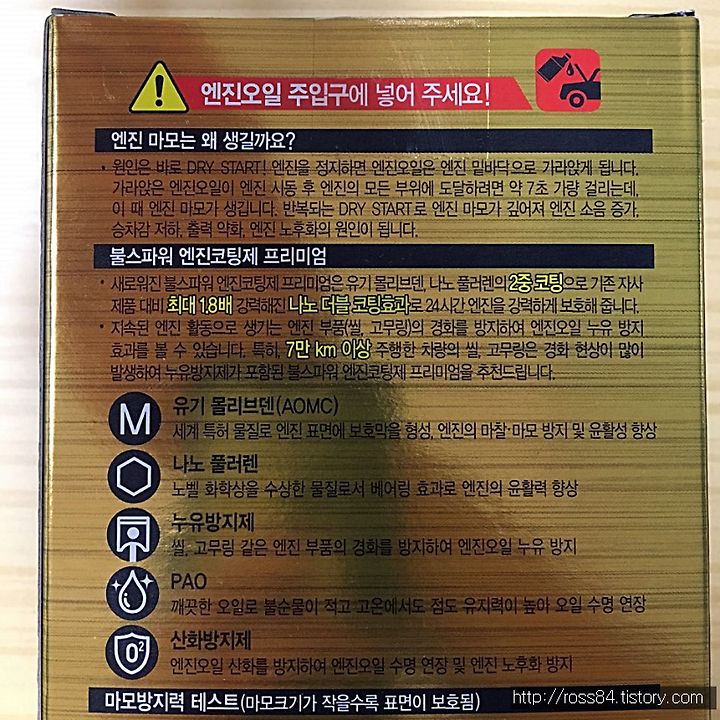 엔진오일 주입구에 넣어 주세요!
엔진 마모는 왜 생길까요?
• 원인은 바로 DRY START! 엔진을 정지하면 엔진오일은 엔진 밑바닥으로 가라앉게 됩니다.
가라앉은 엔진오일이 엔진 시동 후 엔진의 모든 부위에 도달하려면 약 7초 가량 걸리는데,
이 때 엔진 마모가 생깁니다. 반복되는 DRY START로 엔진 마모가 깊어져 엔진 소음 증가,
승차감 저하, 출력 약화, 엔진 노후화의 원인이 됩니다.
불스파워 엔진코팅제 프리미엄
• 새로워진 불스파워 엔진코팅제 프리미엄은 유기 몰리브덴, 나노 풀러렌의 2중 코팅으로 기존 자사
제품 대비 최대 1.8배 강력해진 나노 더블 코팅효과로 24시간 엔진을 강력하게 보호해 줍니다.
• 지속된 엔진 활동으로 생기는 엔진 부품(씰, 고무링)의 경화를 방지하여 엔진오일 누유 방지
효과를 볼 수 있습니다. 특히, 7만 km 이상 주행한 차량의 씰, 고무링은 경화 현상이 많이
발생하여 누유방지제가 포함된 불스파워 엔진코팅제 프리미엄을 추천드립니다.
M 유기 몰리브덴(AOMC)
세계 특허 물질로 엔진 표면에 보호막을 형성, 엔진의 마찰·마모 방지 및 윤활성 향상
나노 풀러렌
노벨 화학상을 수상한 물질로서 베어링 효과로 엔진의 윤활력 향상
누유방지제
씰, 고무링 같은 엔진 부품의 경화를 방지하여 엔진오일 누유 방지
PAO
깨끗한 오일로 불순물이 적고 고온에서도 점도 유지력이 높아 오일 수명 연장
O² 산화방지제
엔진오일 산화를 방지하여 엔진오일 수명 연장 및 엔진 노후화 방지
마모방지력 테스트(마모크기가 작을수록 표면이 보호됨)
http://ross84.tistory.com